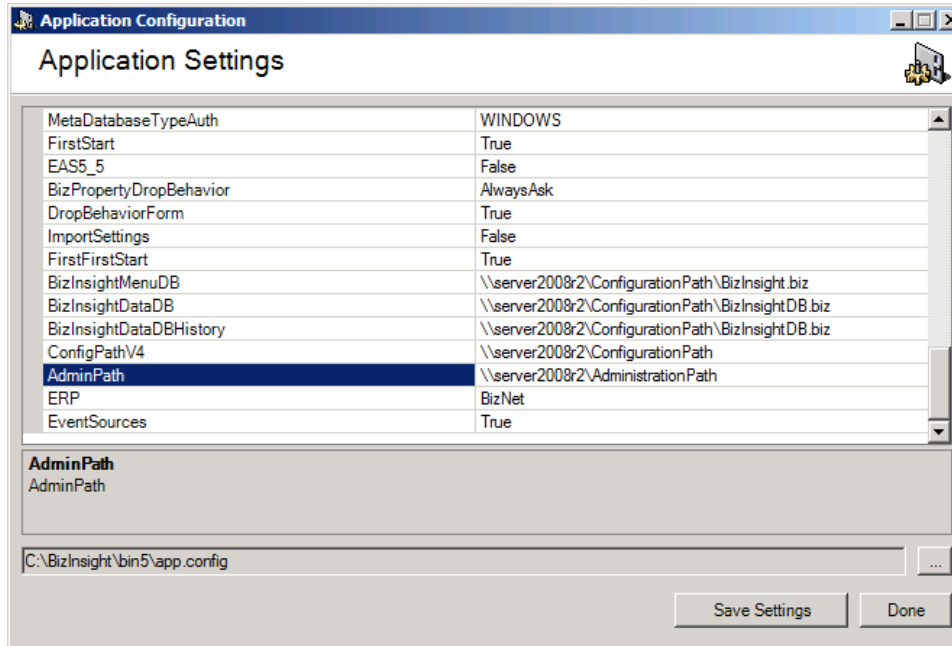 Application Configuration
Application Settings
MetaDatabaseTypeAuth WINDOWS
FirstStart True
EAS5_5 False
BizPropertyDropBehavior AlwaysAsk
DropBehaviorForm True
ImportSettings False
FirstFirstStart True
BizInsightMenuDB \\server2008r2\ConfigurationPath\BizInsight.biz
BizInsightDataDB \\server2008r2\ConfigurationPath\BizInsightDB.biz
BizInsightDataDBHistory \\server2008r2\ConfigurationPath\BizInsightDB.biz
ConfigPathV4 \\server2008r2\ConfigurationPath
AdminPath \\server2008r2\AdministrationPath
ERP BizNet
EventSources True
AdminPath
AdminPath
C:\BizInsight\bin5\app.config ...
Save Settings Done